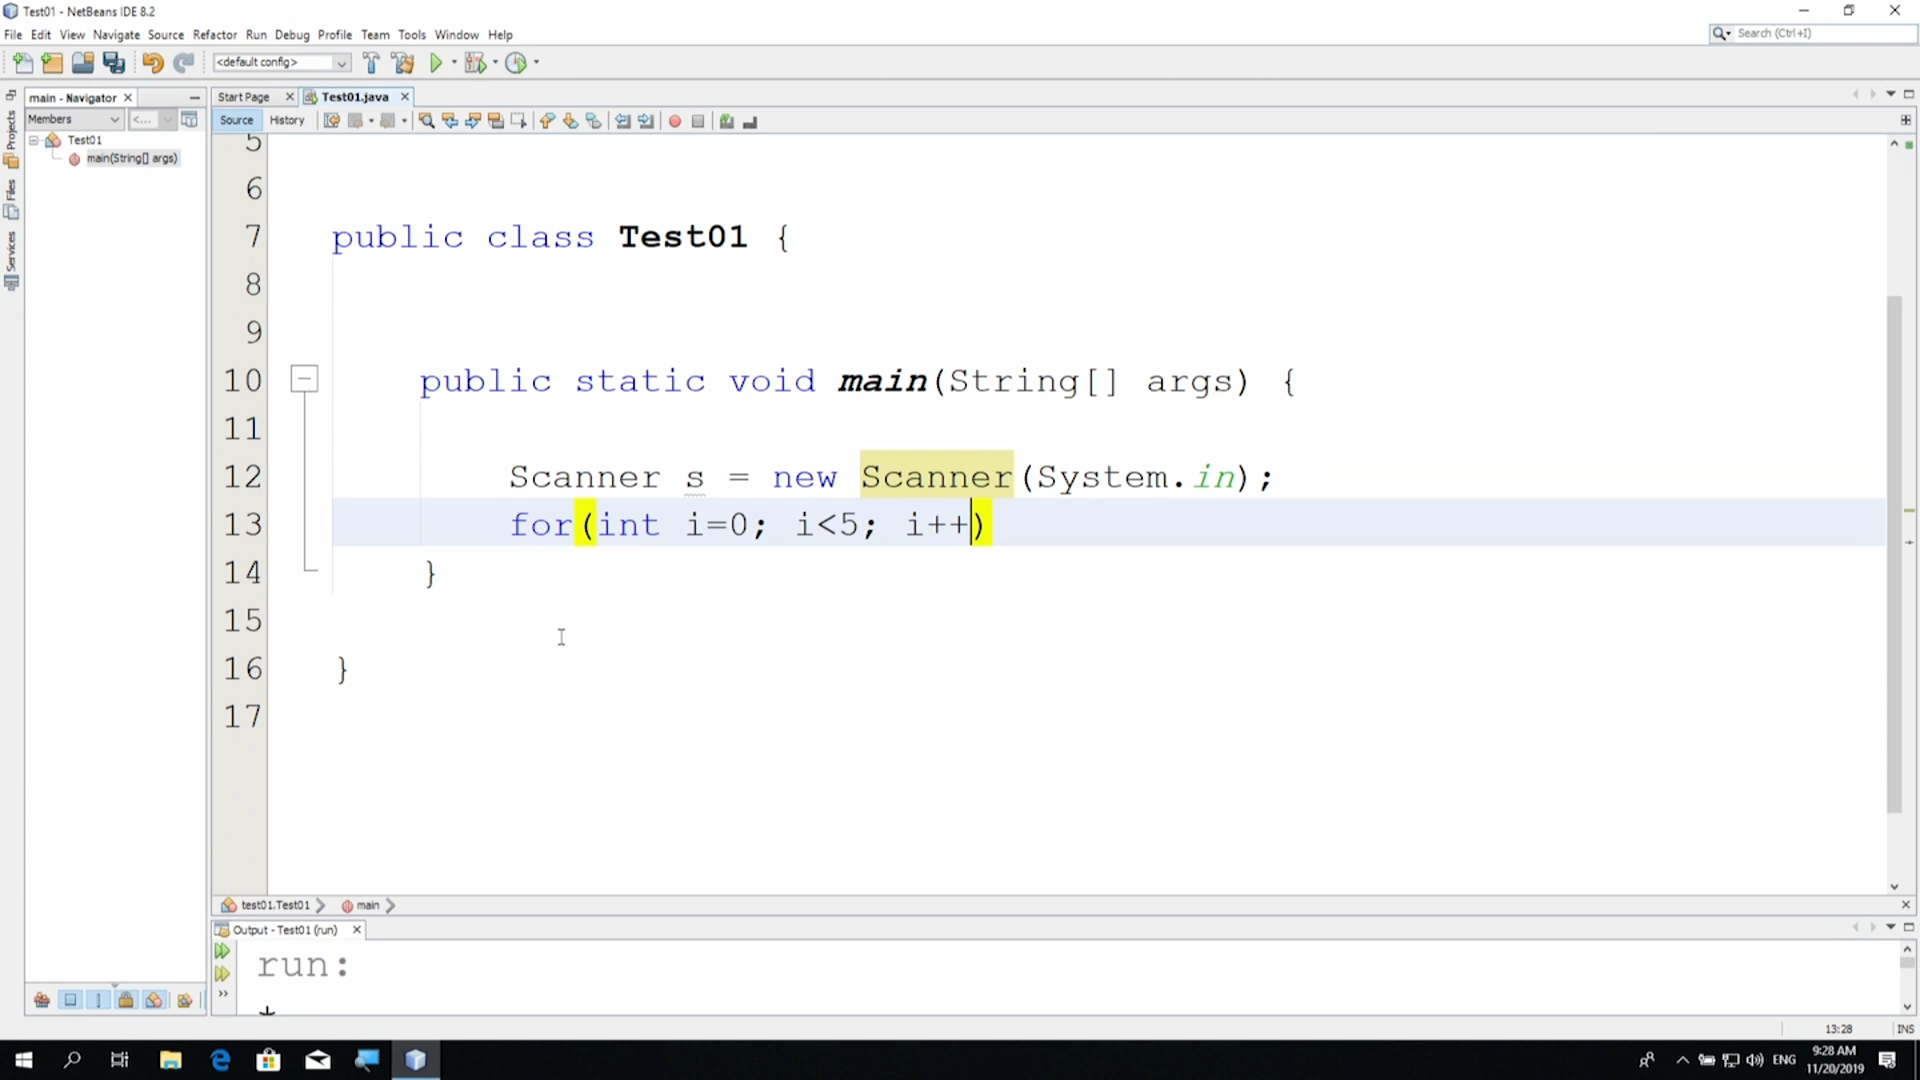 Test01 - NetBeans IDE 8.2
File Edit View Navigate Source Refactor Run Debug Profile Team Tools Window Help
Search (Ctrl+I)
<default config>
main - Navigator
Start Page Test01.java
Members <...
Source History
Projects
Files
Services
Test01
main(String[] args)
5
6
7 public class Test01 {
8
9
10 public static void main(String[] args) {
11
12 Scanner s = new Scanner(System.in);
13 for(int i=0; i<5; i++)
14 }
15
16 }
17
test01.Test01 main
Output - Test01 (run)
run:
*
13:28 INS
ENG
9:28 AM
11/20/2019